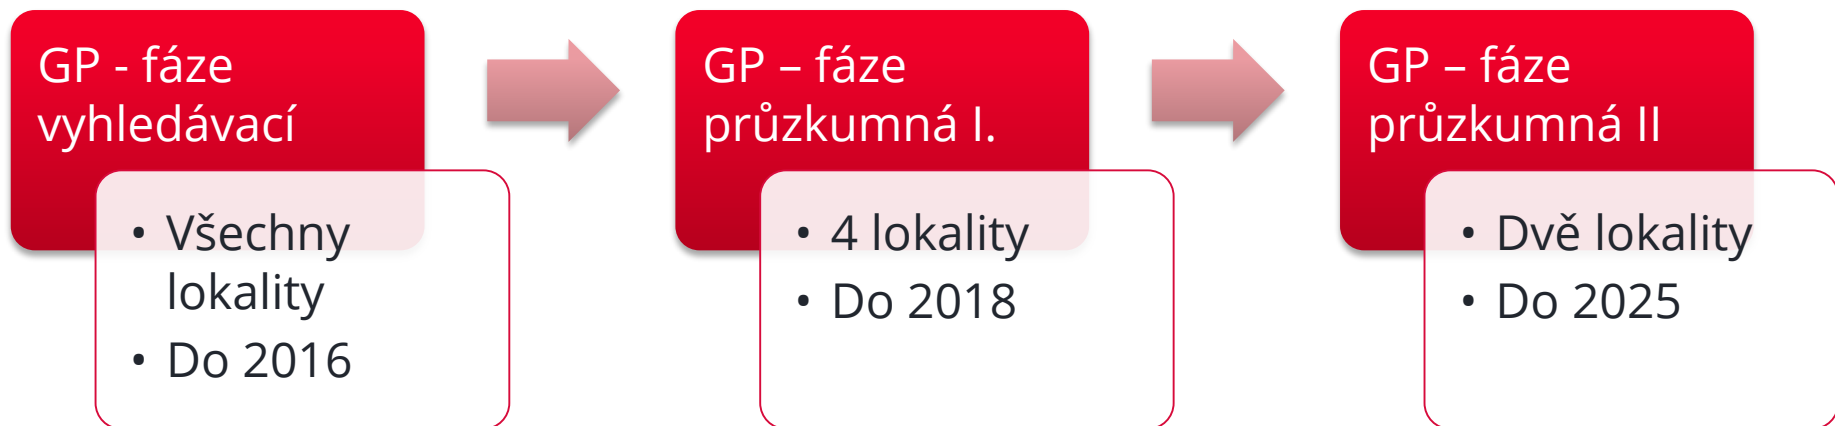 GP - fáze
vyhledávací
• Všechny
lokality
• Do 2016
GP – fáze
průzkumná I.
• 4 lokality
• Do 2018
GP – fáze
průzkumná II
• Dvě lokality
• Do 2025